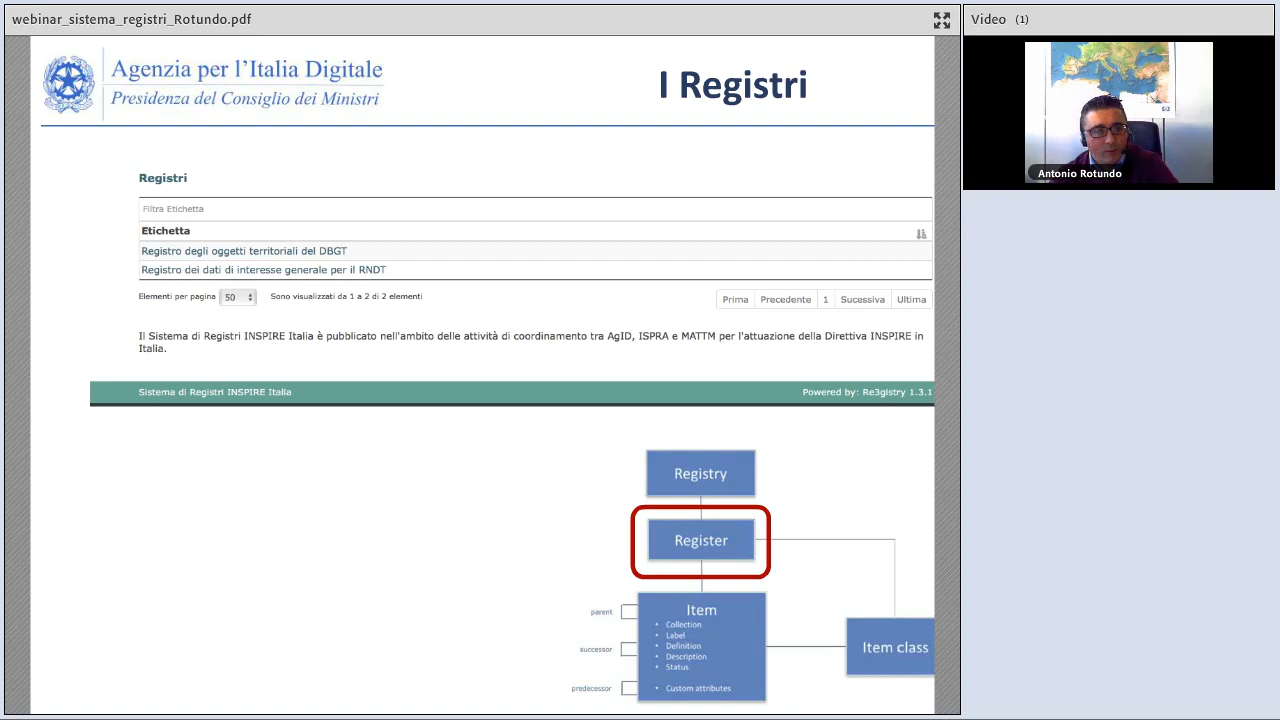 webinar_sistema_registri_Rotundo.pdf
Video (1)
Agenzia per l'Italia Digitale
Presidenza del Consiglio dei Ministri
I Registri
Antonio Rotundo
Registri
Filtra Etichetta
Etichetta
Registro degli oggetti territoriali del DBGT
Registro dei dati di interesse generale per il RNDT
Elementi per pagina 50 Sono visualizzati da 1 a 2 di 2 elementi
Prima Precedente 1 Sucessiva Ultima
Il Sistema di Registri INSPIRE Italia è pubblicato nell'ambito delle attività di coordinamento tra AgID, ISPRA e MATTM per l'attuazione della Direttiva INSPIRE in
Italia.
Sistema di Registri INSPIRE Italia
Powered by: Re3gistry 1.3.1
Registry
Register
Item
• Collection
• Label
• Definition
• Description
• Status
• Custom attributes
parent
successor
predecessor
Item class